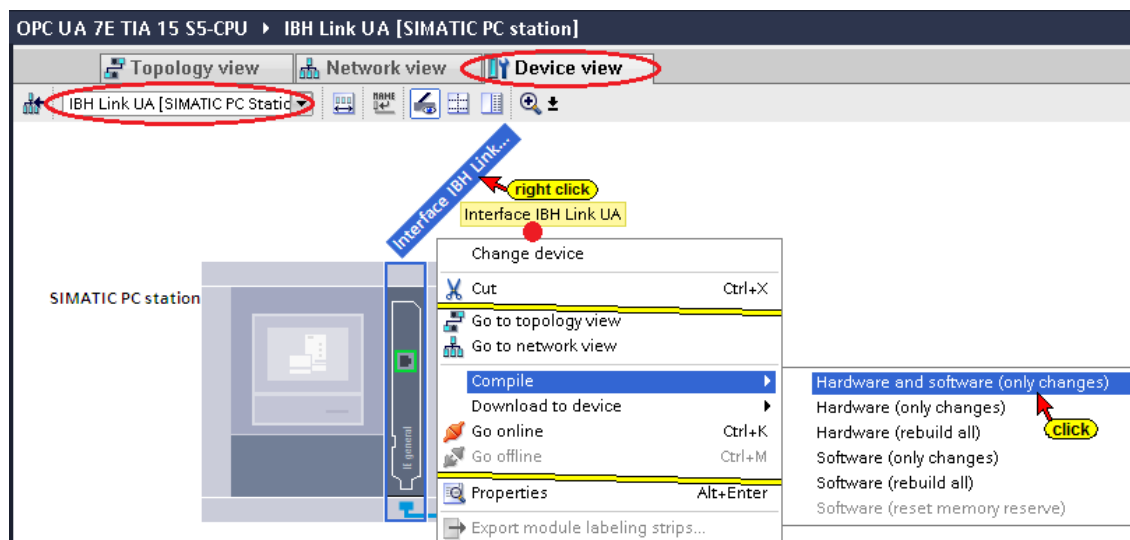 OPC UA 7E TIA 15 S5-CPU ▸ IBH Link UA [SIMATIC PC station]
Topology view Network view Device view
IBH Link UA [SIMATIC PC Static
NAME
Interface IBH Link...
right click
Interface IBH Link UA
Change device
SIMATIC PC station
Cut Ctrl+X
Go to topology view
Go to network view
Compile Hardware and software (only changes)
Download to device Hardware (only changes)
click
Go online Ctrl+K Hardware (rebuild all)
Go offline Ctrl+M Software (only changes)
Software (rebuild all)
Properties Alt+Enter
Software (reset memory reserve)
Export module labeling strips...
IE general